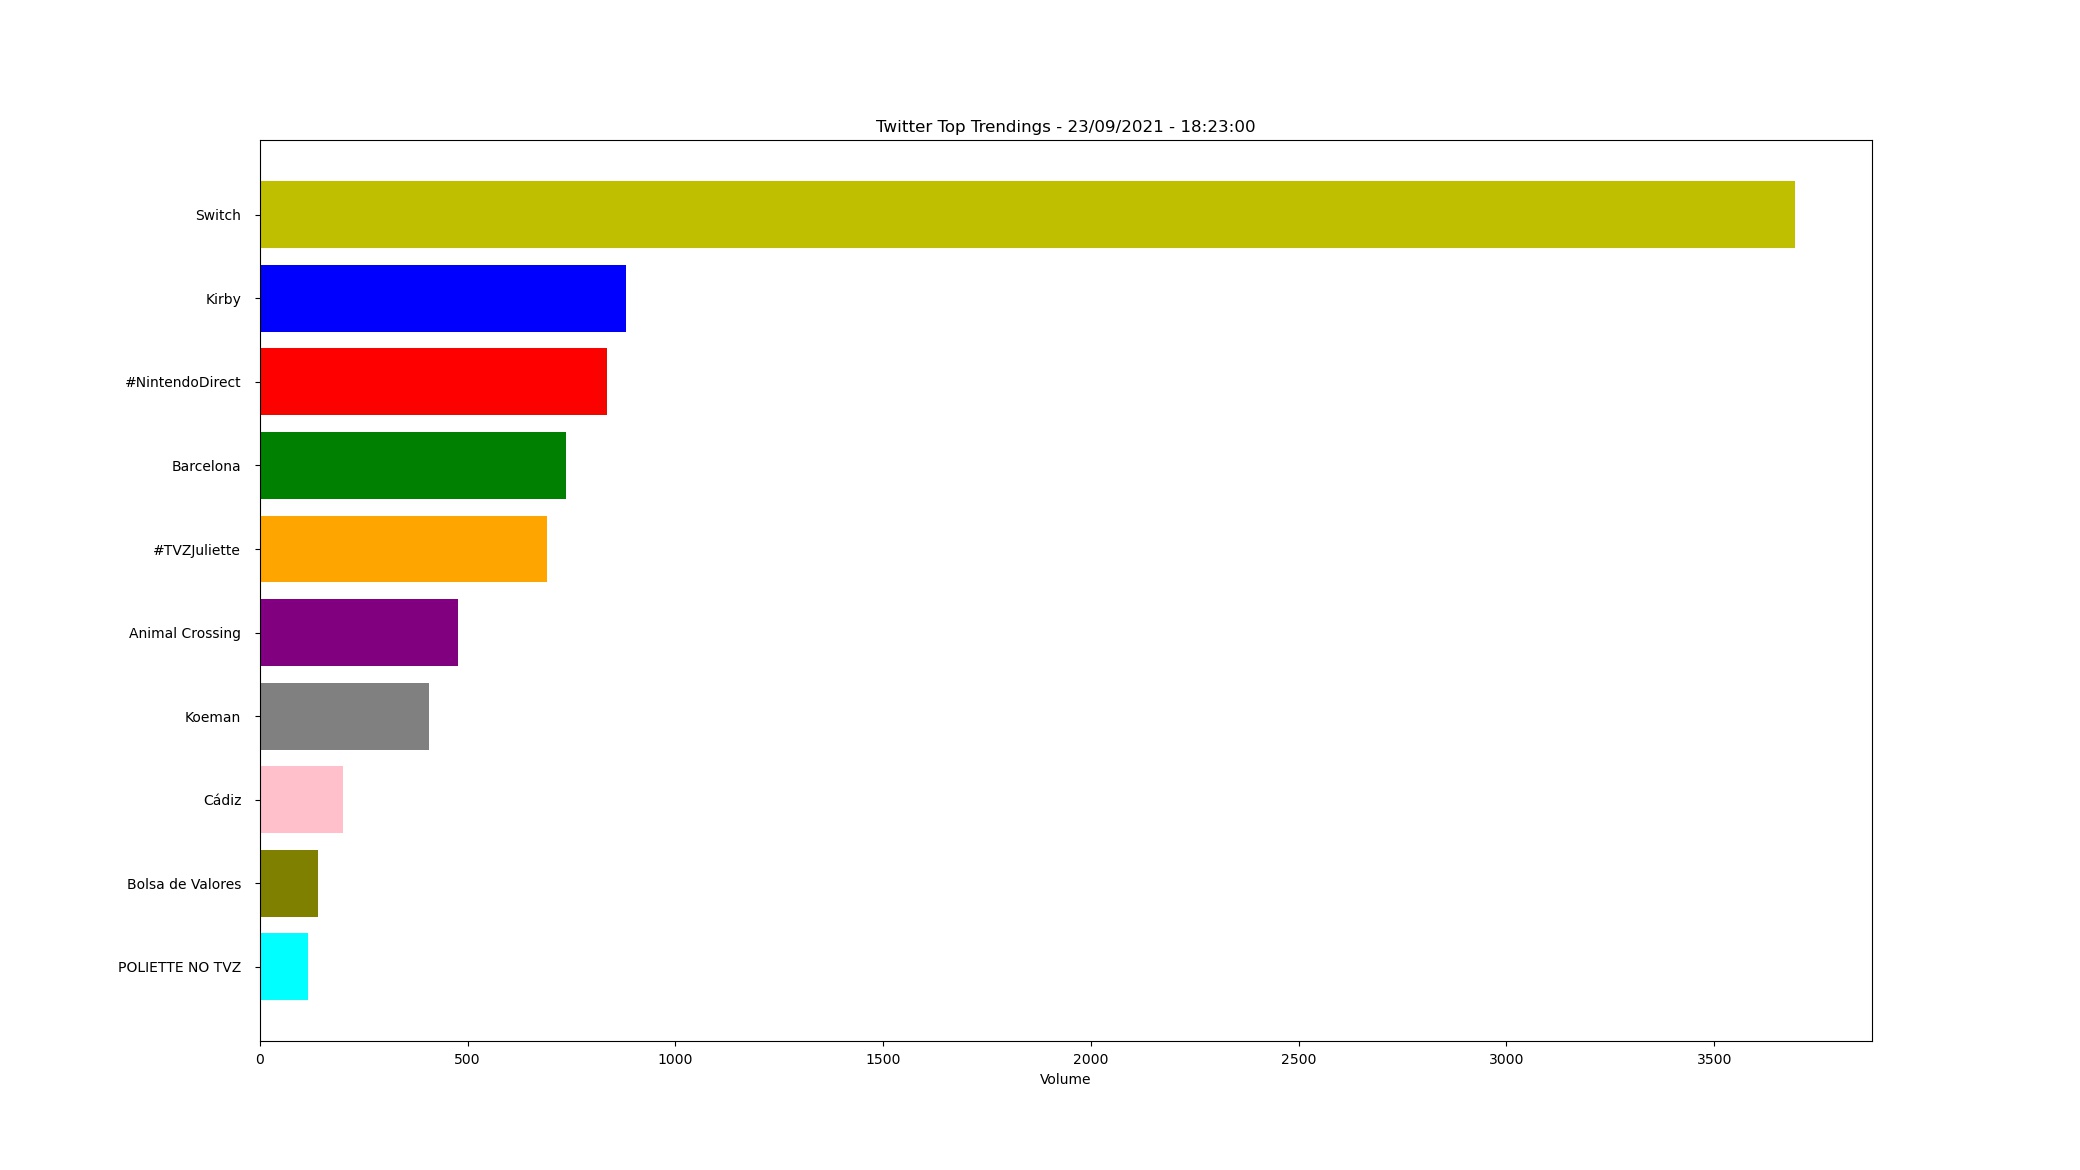 Twitter Top Trendings - 23/09/2021 - 18:23:00
Switch
Kirby
#NintendoDirect
Barcelona
#TVZJuliette
Animal Crossing
Koeman
Cádiz
Bolsa de Valores
POLIETTE NO TVZ
0 500 1000 1500 2000 2500 3000 3500
Volume